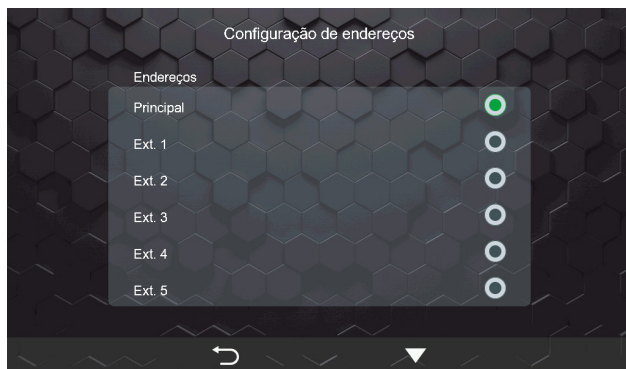 Configuração de endereços
Endereços
Principal
Ext. 1
Ext. 2
Ext. 3
Ext. 4
Ext. 5